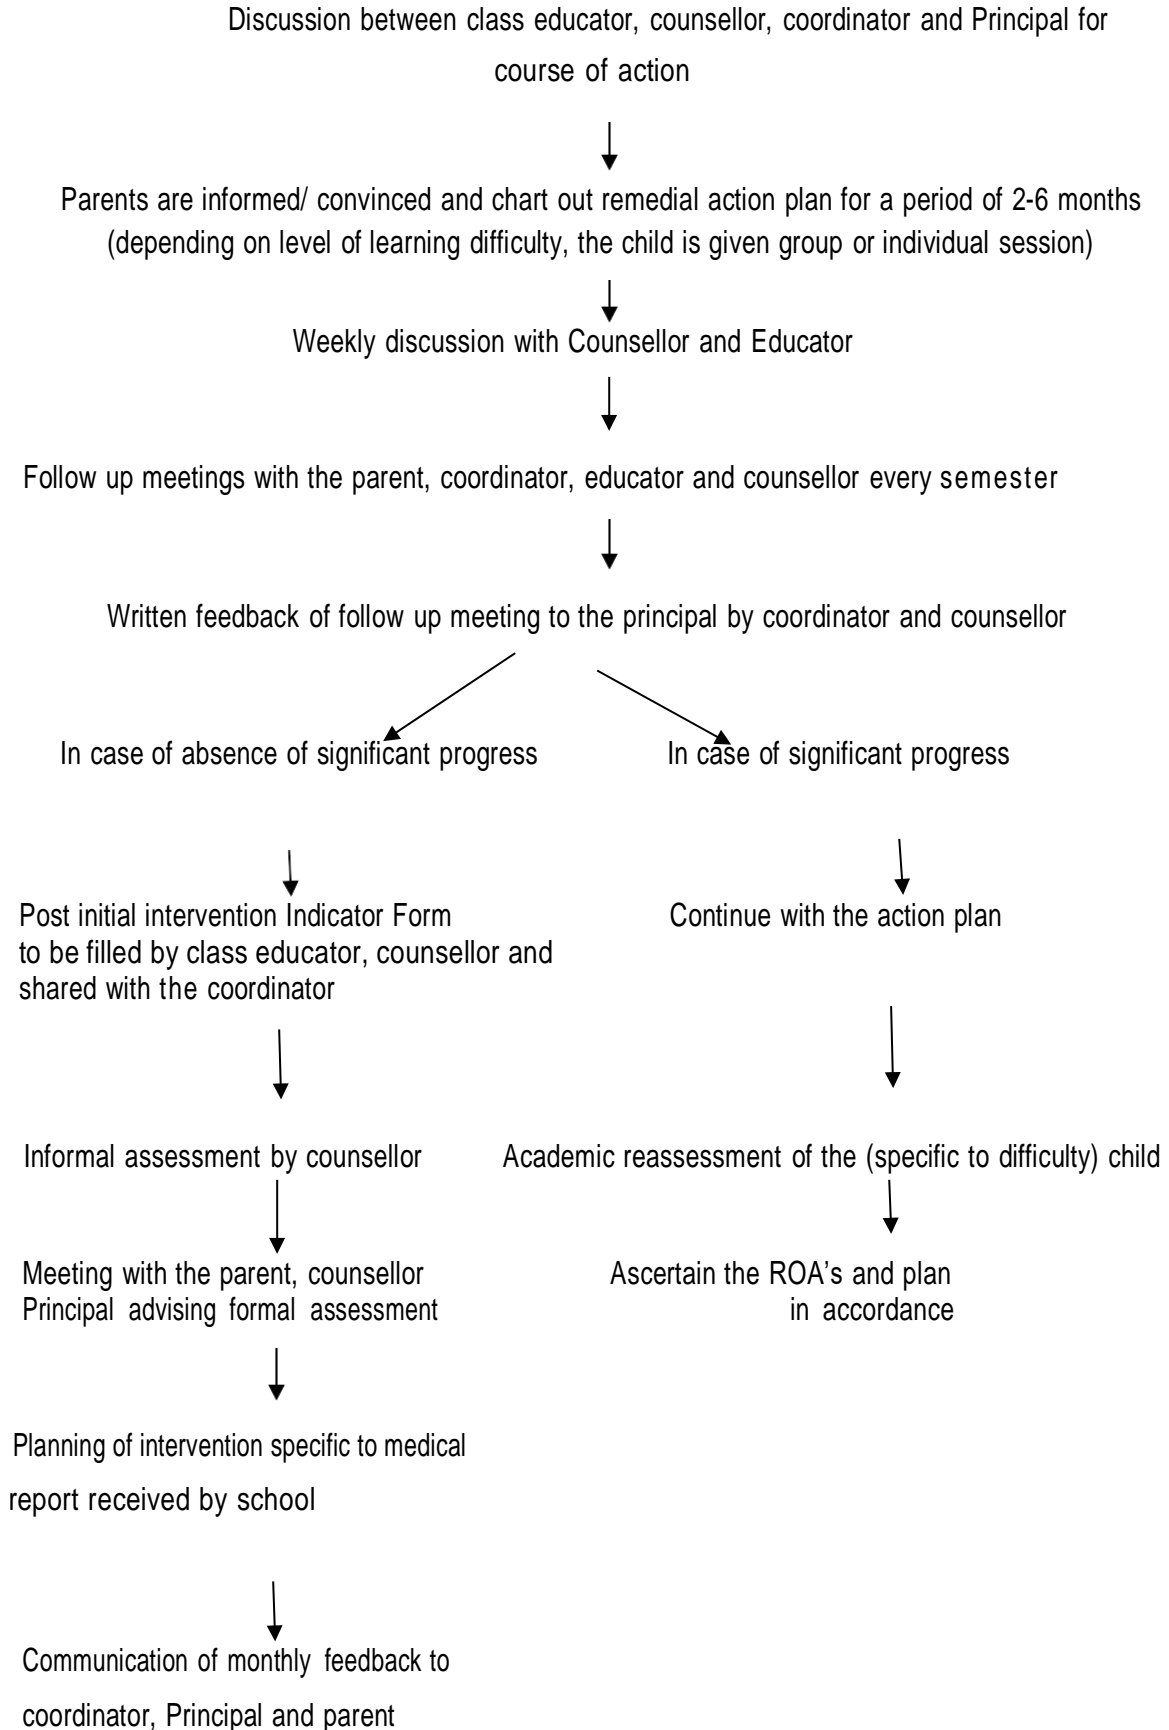 Discussion between class educator, counsellor, coordinator and Principal for
course of action
Parents are informed/ convinced and chart out remedial action plan for a period of 2-6 months
(depending on level of learning difficulty, the child is given group or individual session)
Weekly discussion with Counsellor and Educator
Follow up meetings with the parent, coordinator, educator and counsellor every semester
Written feedback of follow up meeting to the principal by coordinator and counsellor
In case of absence of significant progress
Post initial intervention Indicator Form
to be filled by class educator, counsellor and
shared with the coordinator
Informal assessment by counsellor
Meeting with the parent, counsellor
Principal advising formal assessment
Planning of intervention specific to medical
report received by school
Communication of monthly feedback to
coordinator, Principal and parent
In case of significant progress
Continue with the action plan
Academic reassessment of the (specific to difficulty) child
Ascertain the ROA's and plan
in accordance